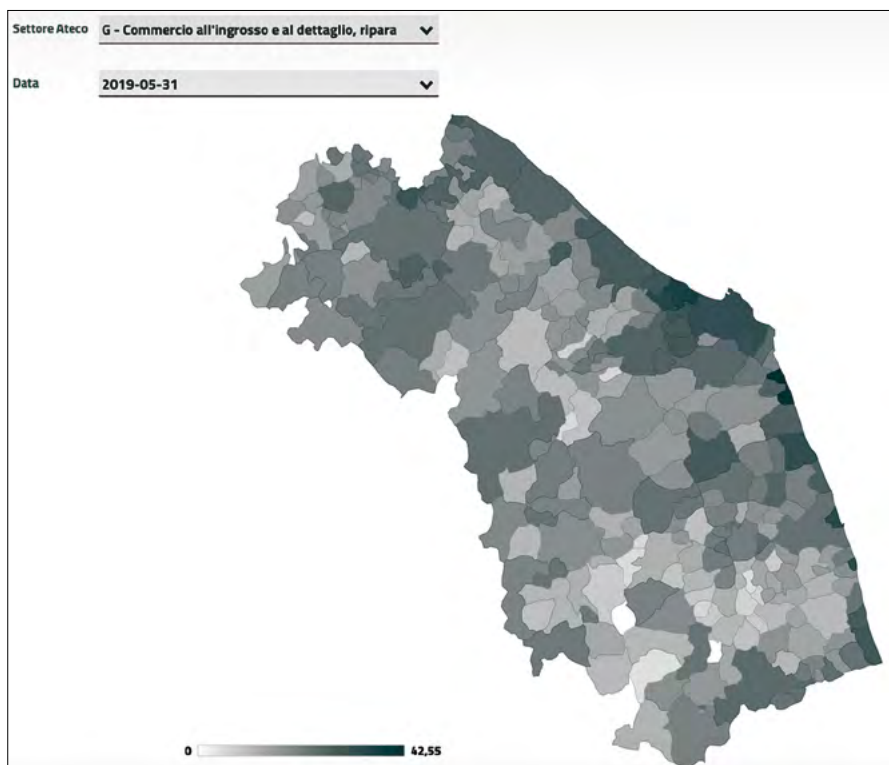 Settore Ateco G - Commercio all'ingrosso e al dettaglio, ripara
Data 2019-05-31
0 42,55